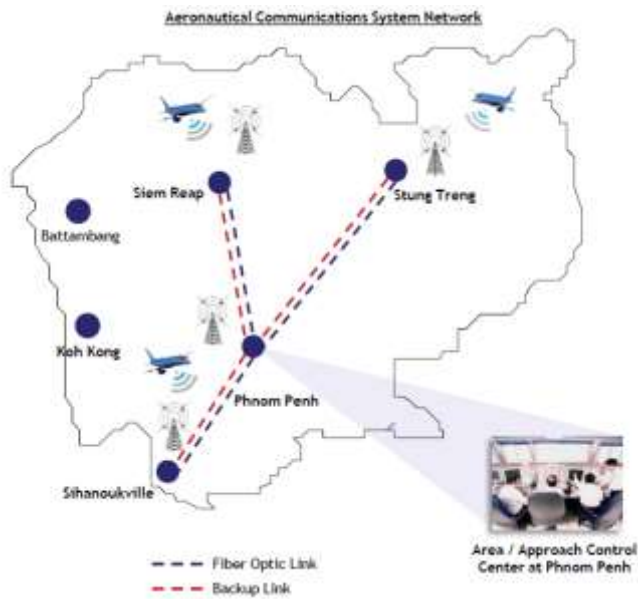 Aeronautical Communications System Network
Siem Reap
Stung Treng
Battambang
Koh Kong
Phnom Penh
Sihanoukville
Area / Approach Control
Center at Phnom Penh
Fiber Optic Link
Backup Link